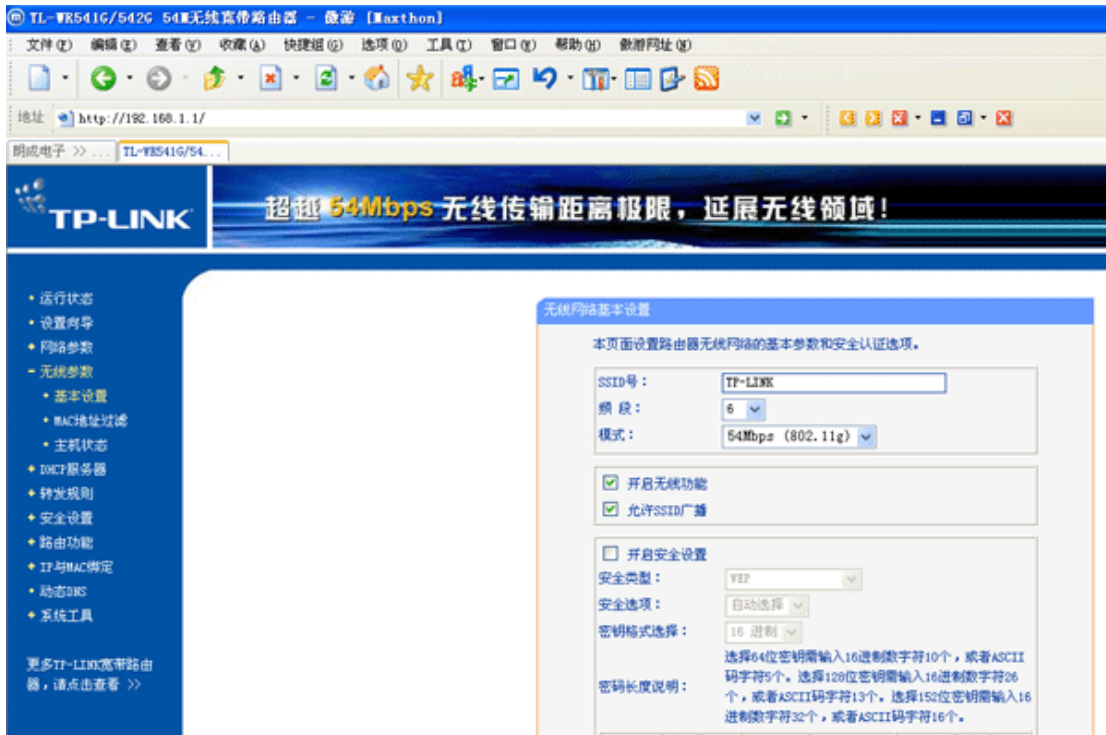 TL-WR541G/542G 54M无线宽带路由器 - 傲游 [Maxthon]
文件(F) 编辑(E) 查看(V) 收藏(A) 快捷组(G) 选项(O) 工具(T) 窗口(W) 帮助(H) 傲游网址(W)
地址 http://192.168.1.1/
朗成电子 >> ... TL-WR541G/54...
TP-LINK
超越 54Mbps 无线传输距离极限，延展无线领域！
• 运行状态
• 设置向导
+ 网络参数
- 无线参数
• 基本设置
• MAC地址过滤
• 主机状态
+ DHCP服务器
+ 转发规则
+ 安全设置
+ 路由功能
+ IP与MAC绑定
• 动态DNS
+ 系统工具
更多TP-LINK宽带路由
器，请点击查看 >>
无线网络基本设置
本页面设置路由器无线网络的基本参数和安全认证选项。
SSID号： TP-LINK
频 段： 6
模式： 54Mbps (802.11g)
开启无线功能
允许SSID广播
开启安全设置
安全类型： WEP
安全选项： 自动选择
密钥格式选择： 16 进制
密码长度说明： 选择64位密钥需输入16进制数字符10个，或者ASCII
码字符5个。选择128位密钥需输入16进制数字符26
个，或者ASCII码字符13个。选择152位密钥需输入16
进制数字符32个，或者ASCII码字符16个。